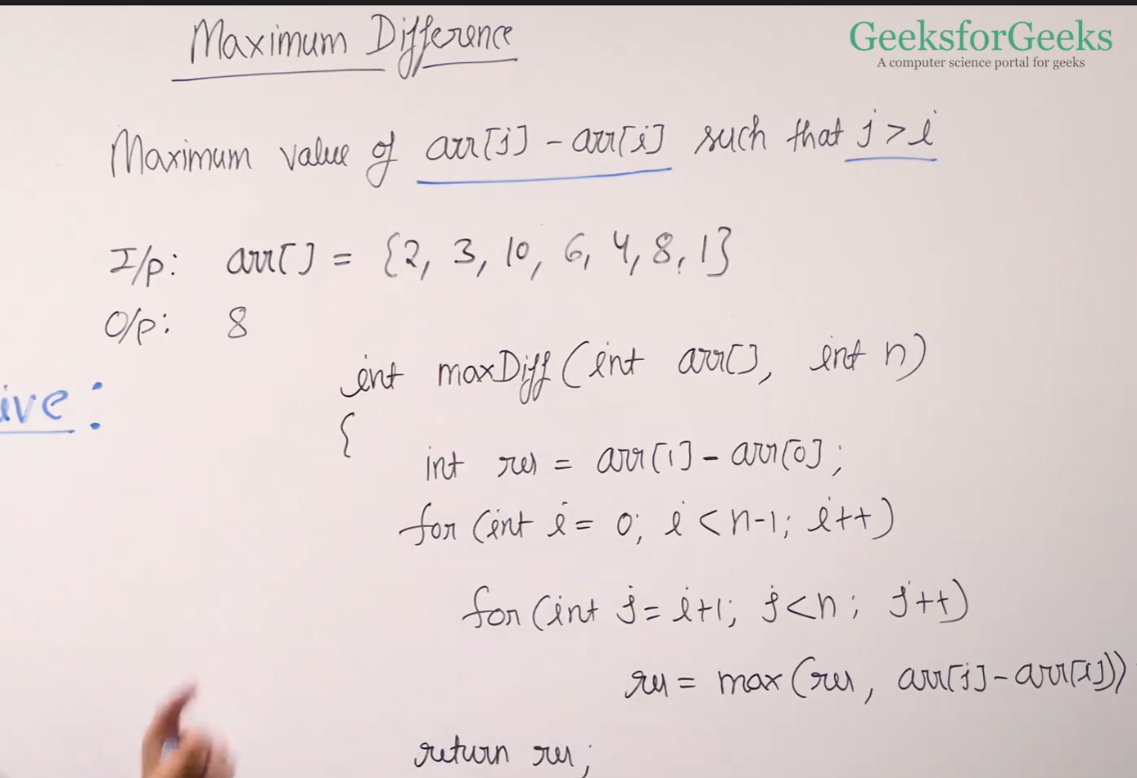 Maximum Difference
GeeksforGeeks
A computer science portal for geeks
Maximum value of arr[j] - arr[i] such that j > i
I/p: arr[] = {2, 3, 10, 6, 4, 8, 1}
O/p: 8
int maxDiff(int arr[], int n)
ive:
{
int res = arr[1] - arr[0];
for (int i = 0; i < n-1; i++)
for (int j = i+1; j < n; j++)
res = max(res, arr[j] - arr[i])
return res;